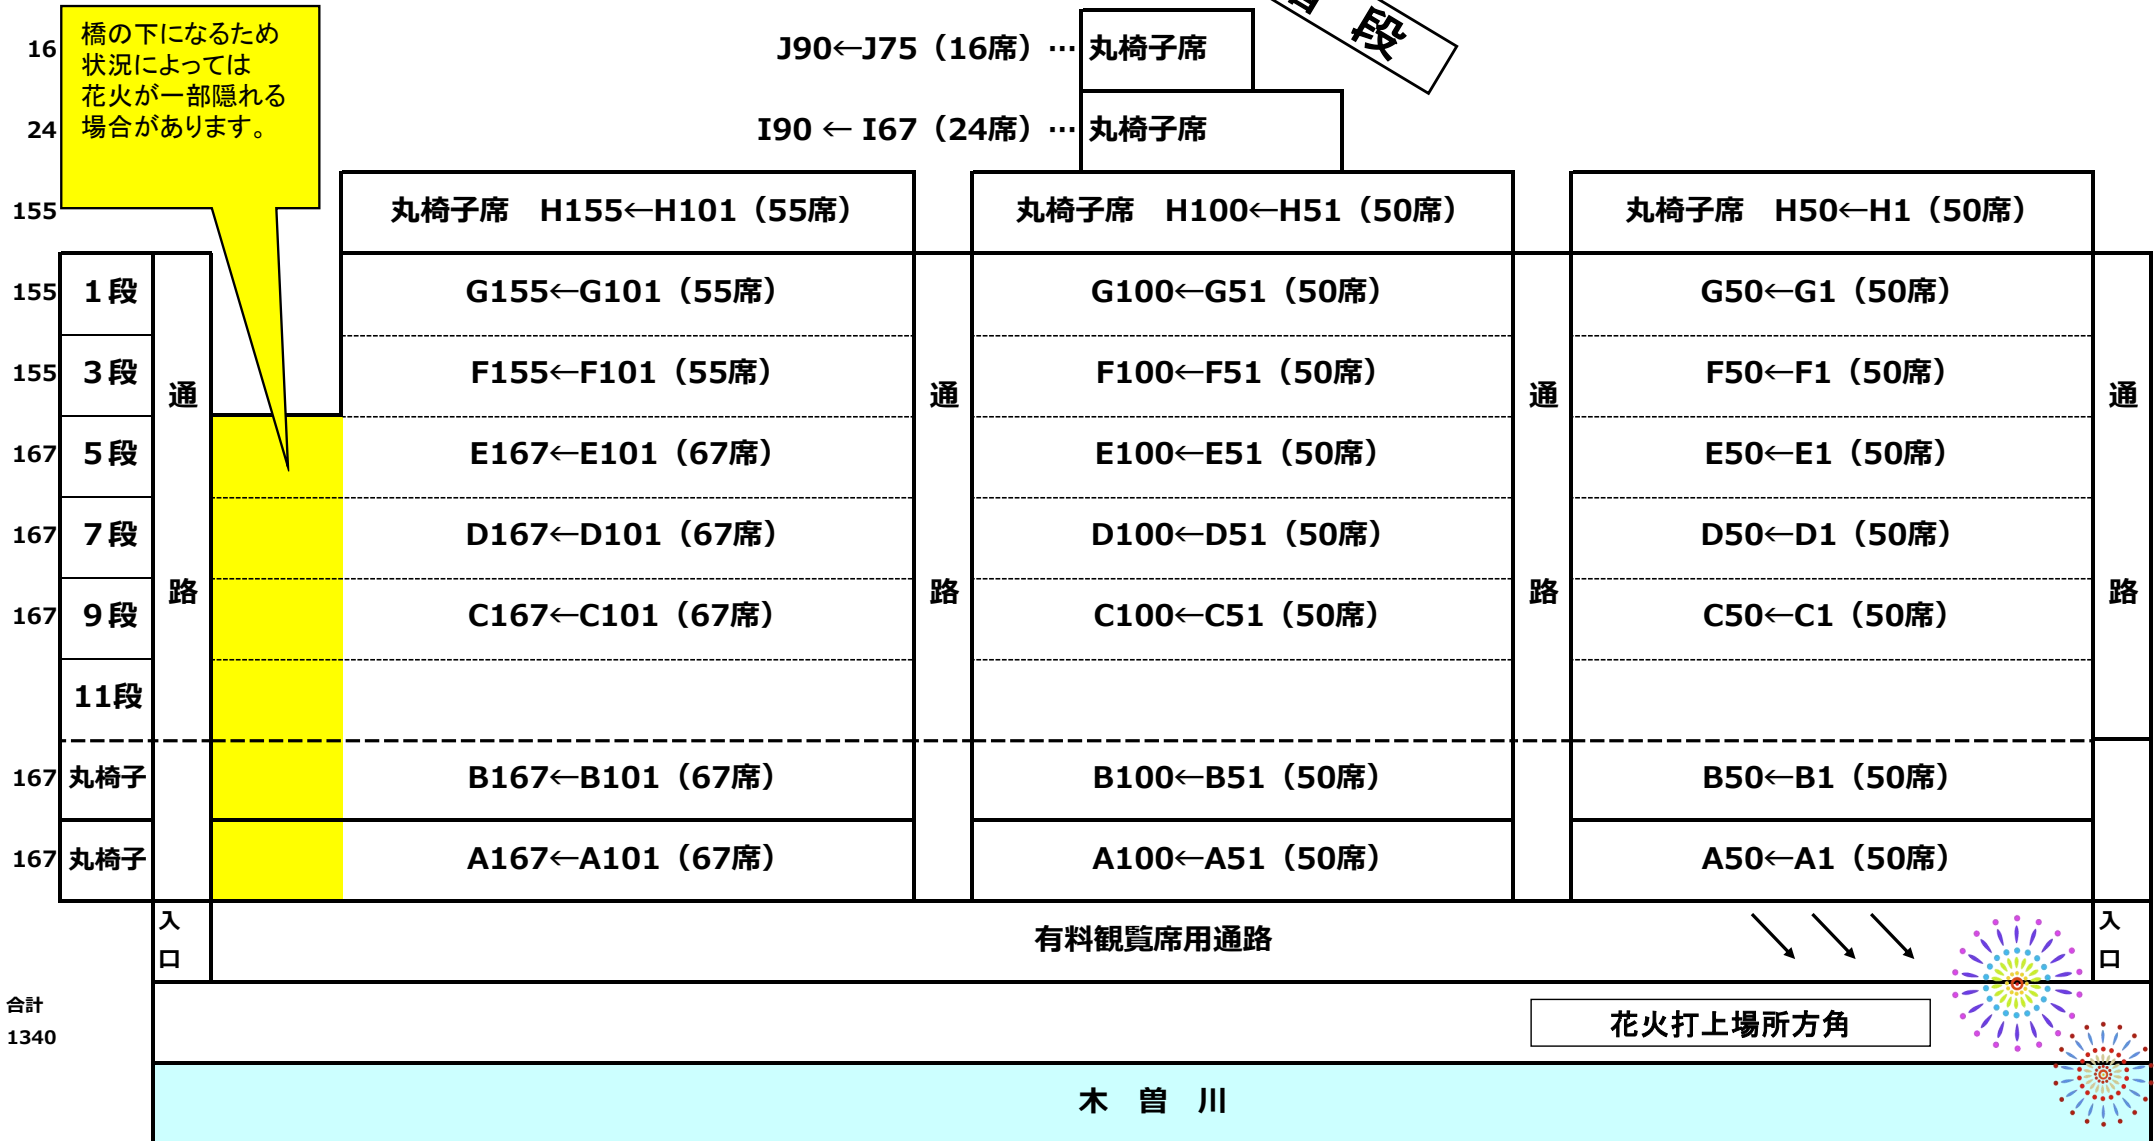 段
16
橋の下になるため
状況によっては
花火が一部隠れる
場合があります。
J90←J75（16席）…
丸椅子席
24
I90 ← I67（24席）…
丸椅子席
155
丸椅子席　H155←H101（55席）
丸椅子席　H100←H51（50席）
丸椅子席　H50←H1（50席）
155
１段
G155←G101（55席）
G100←G51（50席）
G50←G1（50席）
155
３段
F155←F101（55席）
F100←F51（50席）
F50←F1（50席）
通
通
通
通
167
５段
E167←E101（67席）
E100←E51（50席）
E50←E1（50席）
167
７段
D167←D101（67席）
D100←D51（50席）
D50←D1（50席）
路
路
路
路
167
９段
C167←C101（67席）
C100←C51（50席）
C50←C1（50席）
11段
167
丸椅子
B167←B101（67席）
B100←B51（50席）
B50←B1（50席）
167
丸椅子
A167←A101（67席）
A100←A51（50席）
A50←A1（50席）
入
口
有料観覧席用通路
入
口
合計
1340
花火打上場所方角
木　曽　川